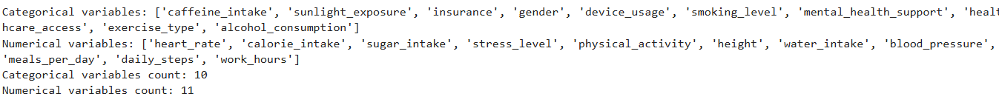 Categorical variables: ['caffeine_intake', 'sunlight_exposure', 'insurance', 'gender', 'device_usage', 'smoking_level', 'mental_health_support', 'healt
hcare_access', 'exercise_type', 'alcohol_consumption']
Numerical variables: ['heart_rate', 'calorie_intake', 'sugar_intake', 'stress_level', 'physical_activity', 'height', 'water_intake', 'blood_pressure',
'meals_per_day', 'daily_steps', 'work_hours']
Categorical variables count: 10
Numerical variables count: 11